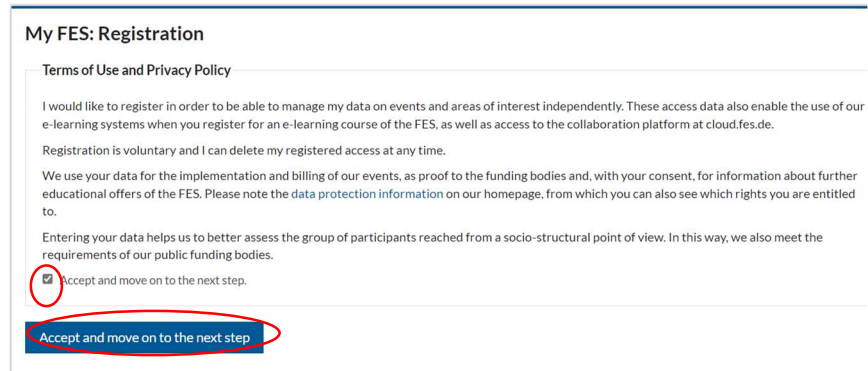 My FES: Registration
Terms of Use and Privacy Policy
I would like to register in order to be able to manage my data on events and areas of interest independently. These access data also enable the use of our
e-learning systems when you register for an e-learning course of the FES, as well as access to the collaboration platform at cloud.fes.de.
Registration is voluntary and I can delete my registered access at any time.
We use your data for the implementation and billing of our events, as proof to the funding bodies and, with your consent, for information about further
educational offers of the FES. Please note the data protection information on our homepage, from which you can also see which rights you are entitled
to.
Entering your data helps us to better assess the group of participants reached from a socio-structural point of view. In this way, we also meet the
requirements of our public funding bodies.
Accept and move on to the next step.
Accept and move on to the next step